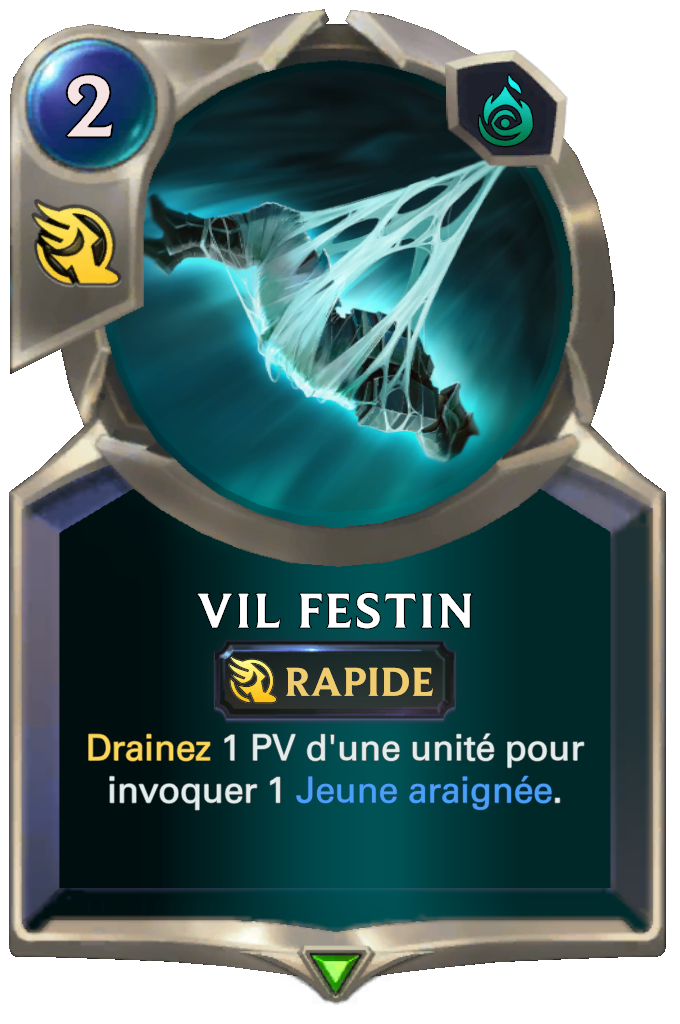 2
VIL FESTIN
RAPIDE
Drainez 1 PV d'une unité pour
invoquer 1 Jeune araignée.